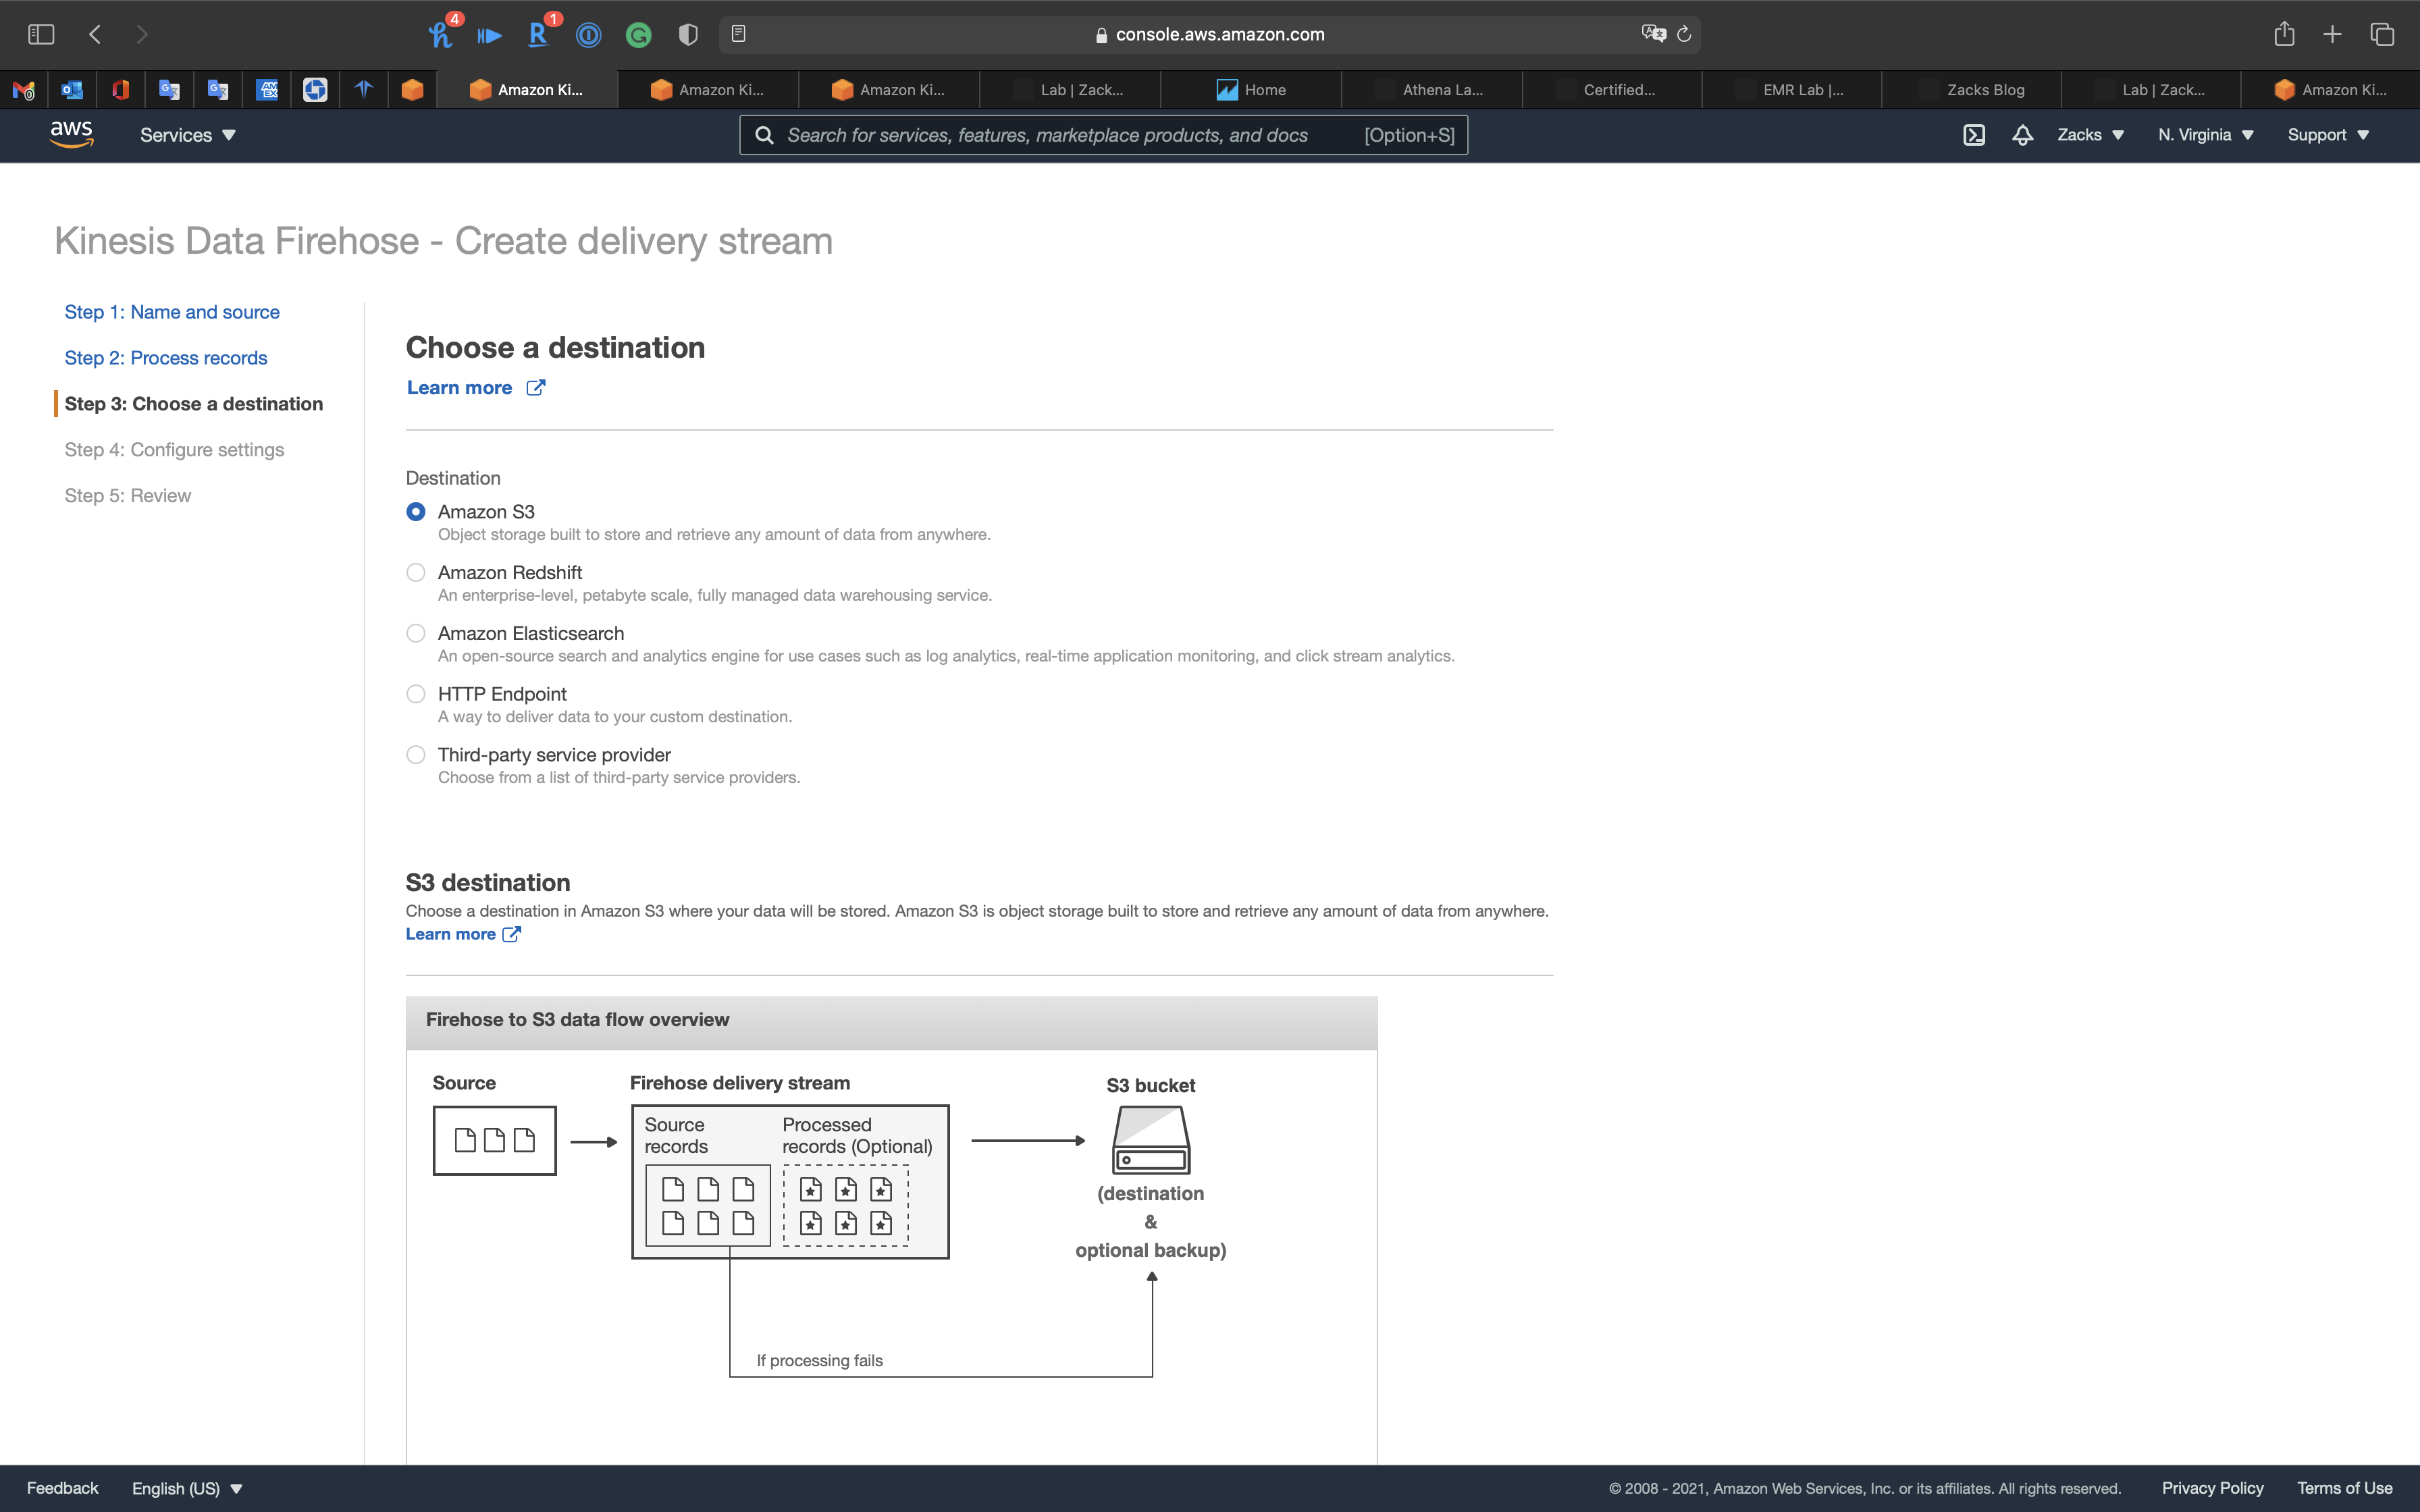 4
1
console.aws.amazon.com
Amazon Ki...
Amazon Ki...
Amazon Ki...
Lab | Zack...
Home
Athena La...
Certified...
EMR Lab |...
Zacks Blog
Lab | Zack...
Amazon Ki...
aws
Services
Search for services, features, marketplace products, and docs [Option+S]
Zacks
N. Virginia
Support
Kinesis Data Firehose - Create delivery stream
Step 1: Name and source
Step 2: Process records
Step 3: Choose a destination
Step 4: Configure settings
Step 5: Review
Choose a destination
Learn more
Destination
Amazon S3
Object storage built to store and retrieve any amount of data from anywhere.
Amazon Redshift
An enterprise-level, petabyte scale, fully managed data warehousing service.
Amazon Elasticsearch
An open-source search and analytics engine for use cases such as log analytics, real-time application monitoring, and click stream analytics.
HTTP Endpoint
A way to deliver data to your custom destination.
Third-party service provider
Choose from a list of third-party service providers.
S3 destination
Choose a destination in Amazon S3 where your data will be stored. Amazon S3 is object storage built to store and retrieve any amount of data from anywhere.
Learn more
Firehose to S3 data flow overview
Source
Firehose delivery stream
S3 bucket
Source
records
Processed
records (Optional)
(destination
&
optional backup)
If processing fails
Feedback
English (US)
© 2008 - 2021, Amazon Web Services, Inc. or its affiliates. All rights reserved.
Privacy Policy
Terms of Use